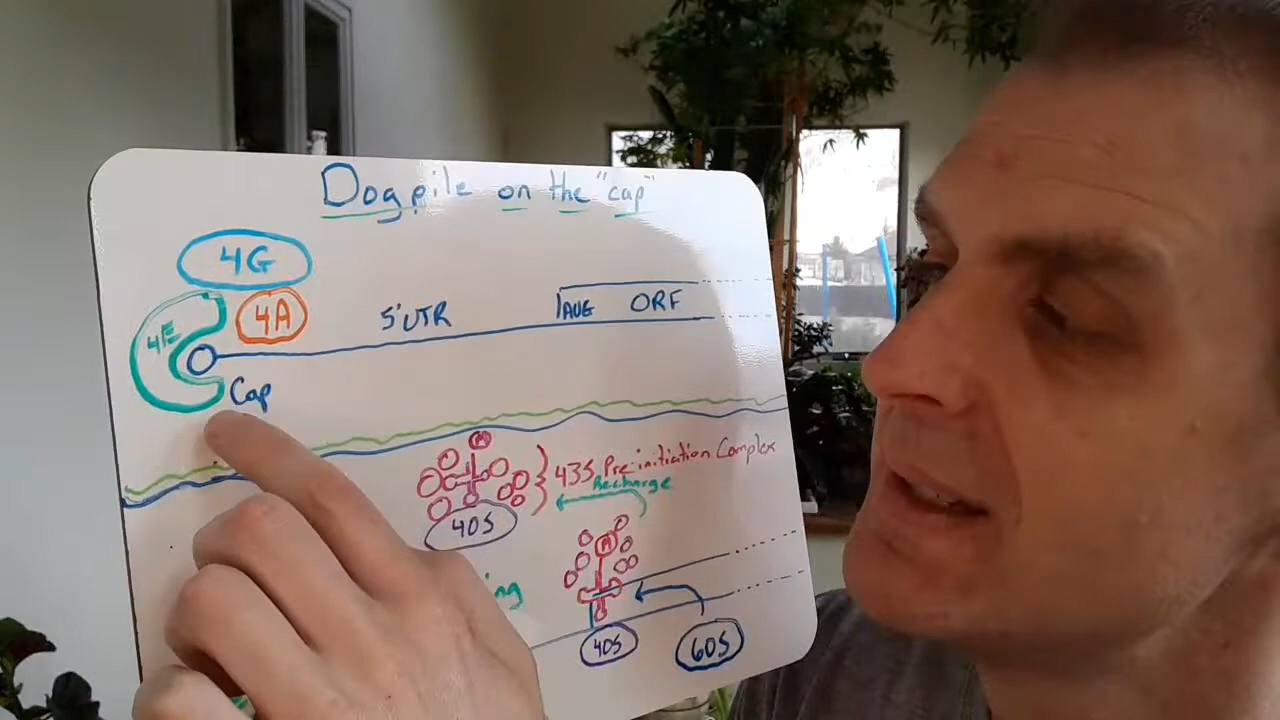 Dogpile on the "cap"
4G
4E
4A
5'UTR
AUG ORF
Cap
M
43S Pre-initiation Complex
Recharge
40S
M
40S
60S